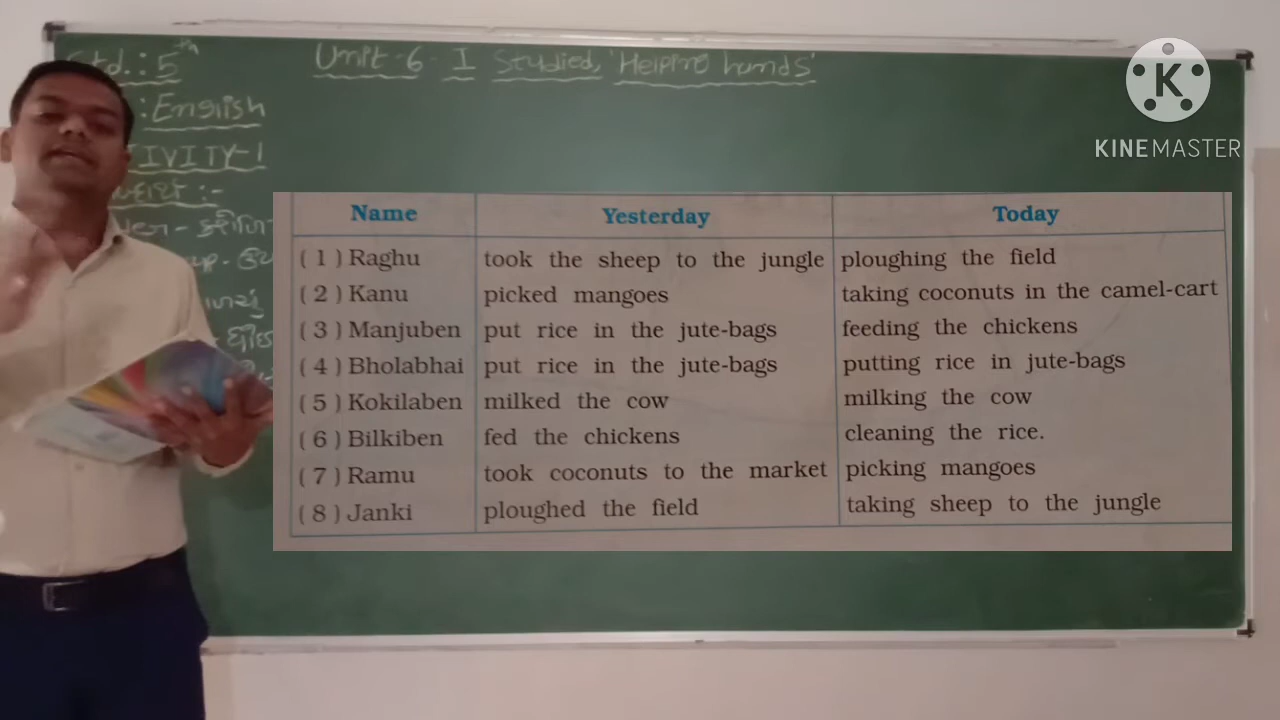 Std. : 5th
Unit - 6 - I Studied, 'Helping hands'
: English
TIVITY-1
KINEMASTER
Name Yesterday Today
( 1 ) Raghu took the sheep to the jungle ploughing the field
( 2 ) Kanu picked mangoes taking coconuts in the camel-cart
( 3 ) Manjuben put rice in the jute-bags feeding the chickens
( 4 ) Bholabhai put rice in the jute-bags putting rice in jute-bags
( 5 ) Kokilaben milked the cow milking the cow
( 6 ) Bilkiben fed the chickens cleaning the rice.
( 7 ) Ramu took coconuts to the market picking mangoes
( 8 ) Janki ploughed the field taking sheep to the jungle